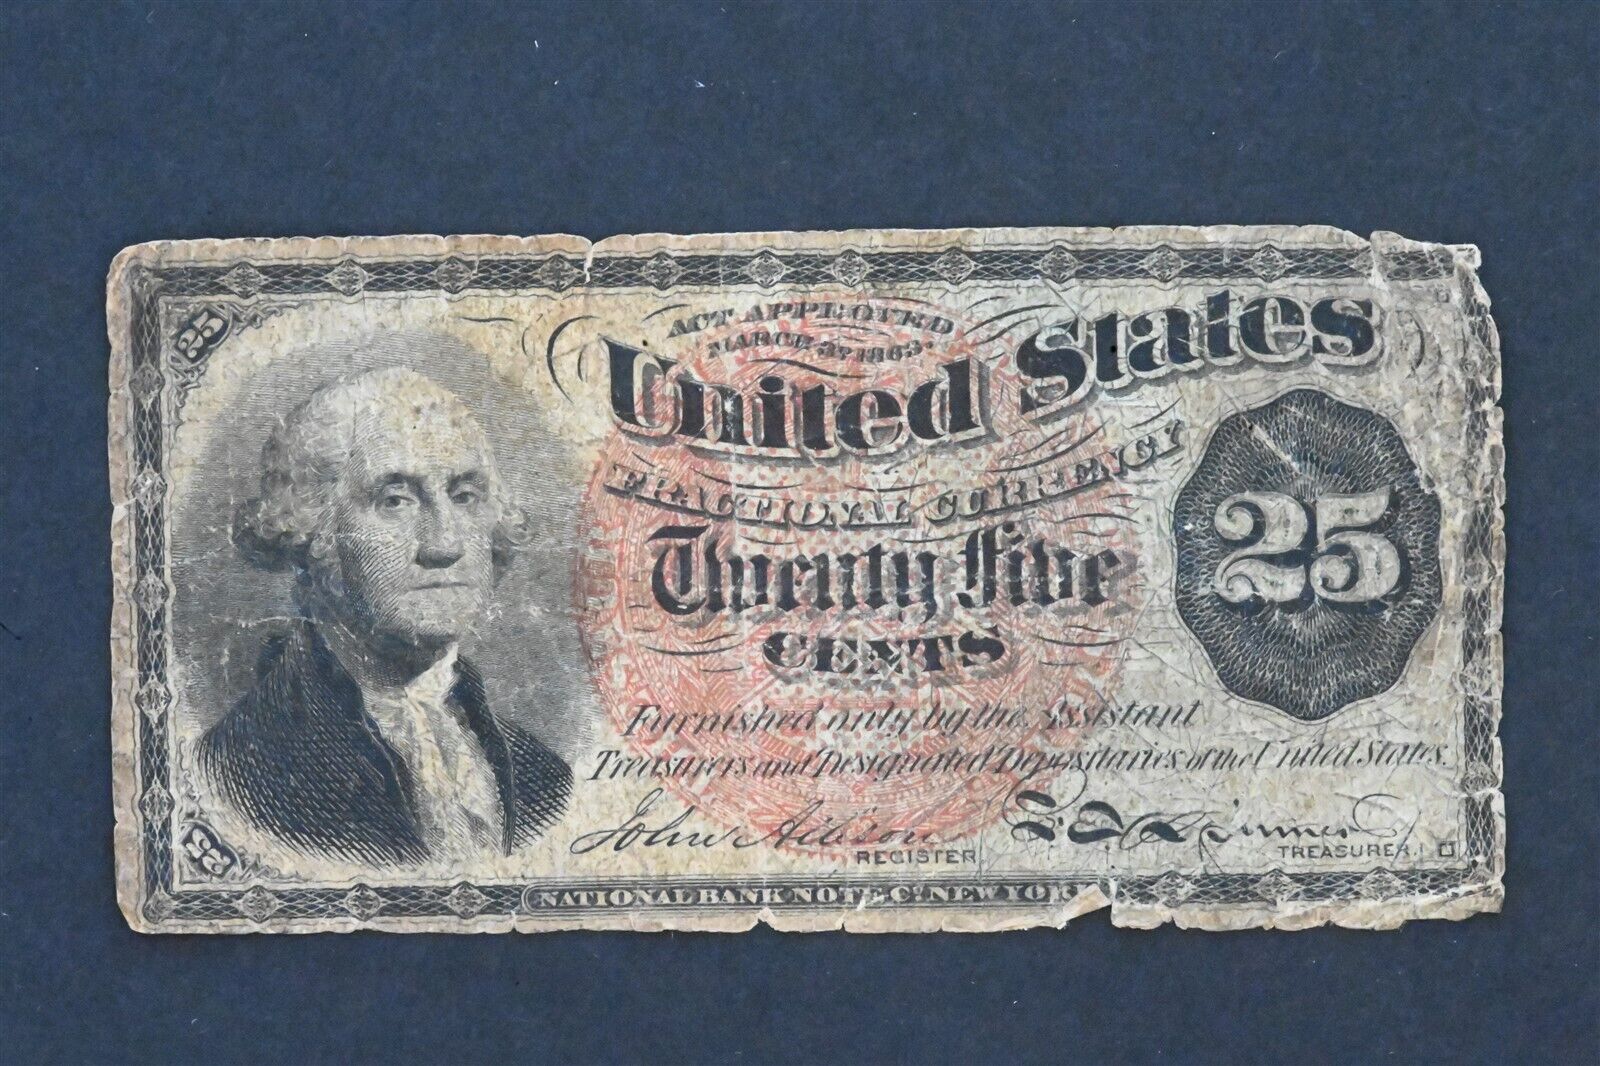 25
ACT APPROVED
MARCH 3D 1863.
United States
FRACTIONAL CURRENCY
25
Twenty Five
CENTS
Furnished only by the Assistant
Treasurers and Designated Depositaries of the United States.
John Allison
REGISTER.
TREASURER.
25
NATIONAL BANK NOTE Co. NEW YORK